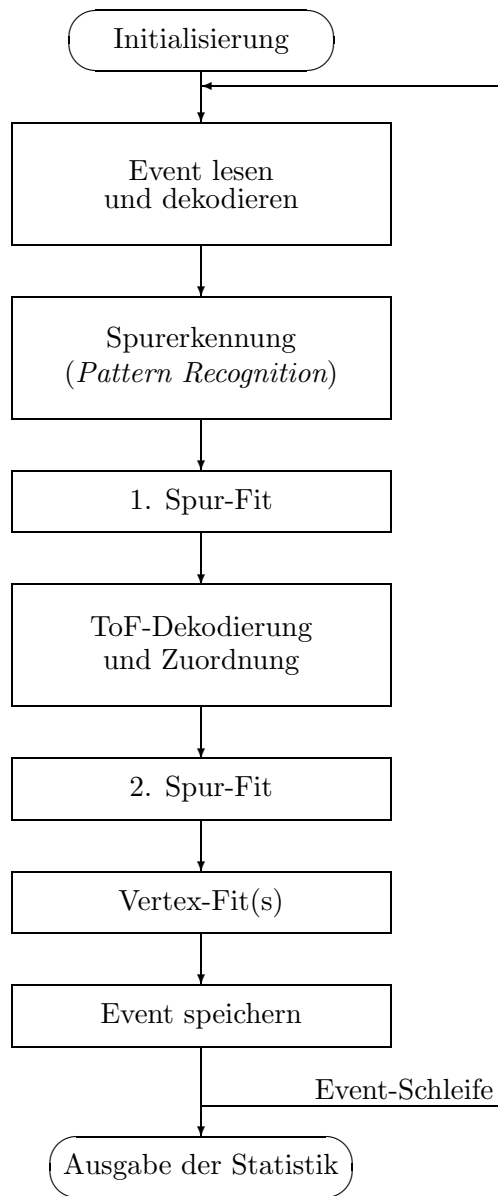 Initialisierung
Event lesen
und dekodieren
Spurerkennung
(Pattern Recognition)
1. Spur-Fit
ToF-Dekodierung
und Zuordnung
2. Spur-Fit
Vertex-Fit(s)
Event speichern
Event-Schleife
Ausgabe der Statistik